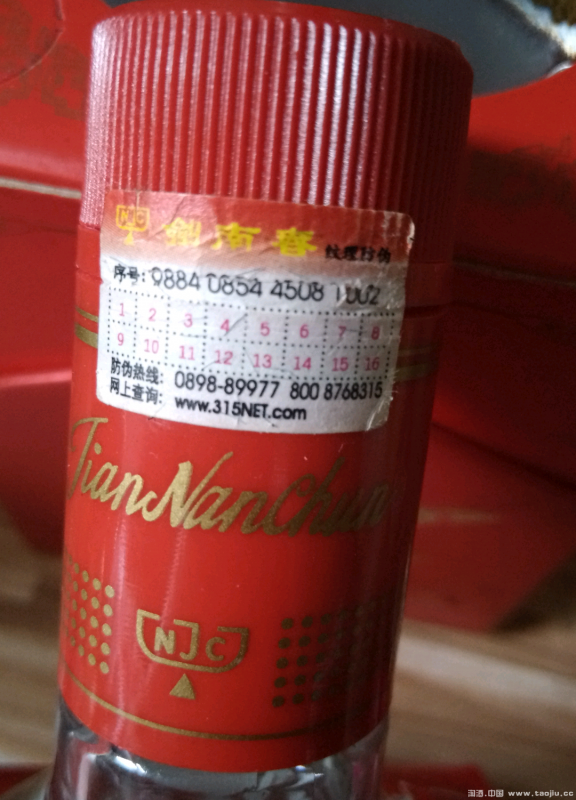 NJC 劍南春 纹理防伪
序号: 9884 0854 4508 1002
1 2 3 4 5 6 7 8
9 10 11 12 13 14 15 16
防伪热线: 0898-89977 800 8768315
网上查询: www.315NET.com
JianNanChun
NJC
淘酒.中国 www.taojiu.cc